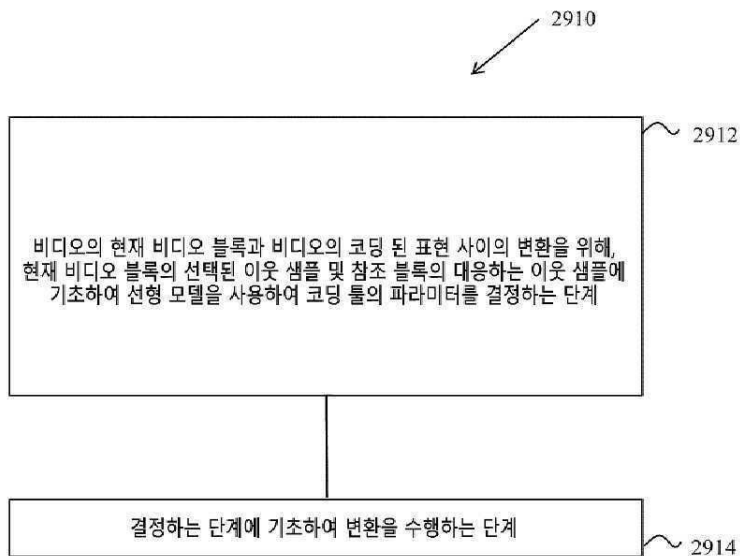 2910
2912
비디오의 현재 비디오 블록과 비디오의 코딩 된 표현 사이의 변환을 위해,
현재 비디오 블록의 선택된 이웃 샘플 및 참조 블록의 대응하는 이웃 샘플에
기초하여 선형 모델을 사용하여 코딩 툴의 파라미터를 결정하는 단계
결정하는 단계에 기초하여 변환을 수행하는 단계
2914